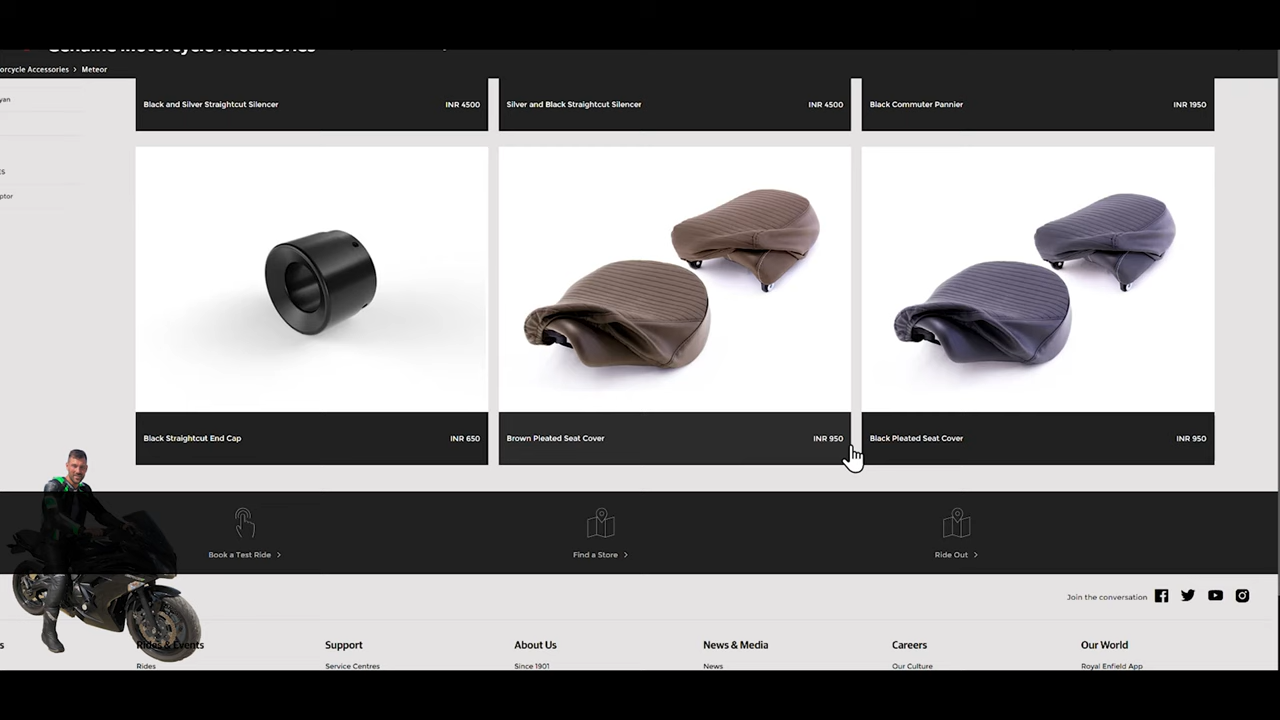 Genuine Motorcycle Accessories
orcycle Accessories > Meteor
yan
ptor
Black and Silver Straightcut Silencer INR 4500
Silver and Black Straightcut Silencer INR 4500
Black Commuter Pannier INR 1950
Black Straightcut End Cap INR 650
Brown Pleated Seat Cover INR 950
Black Pleated Seat Cover INR 950
Book a Test Ride >
Find a Store >
Ride Out >
Join the conversation
Rides & Events
Support
About Us
News & Media
Careers
Our World
Rides
Service Centres
Since 1901
News
Our Culture
Royal Enfield App